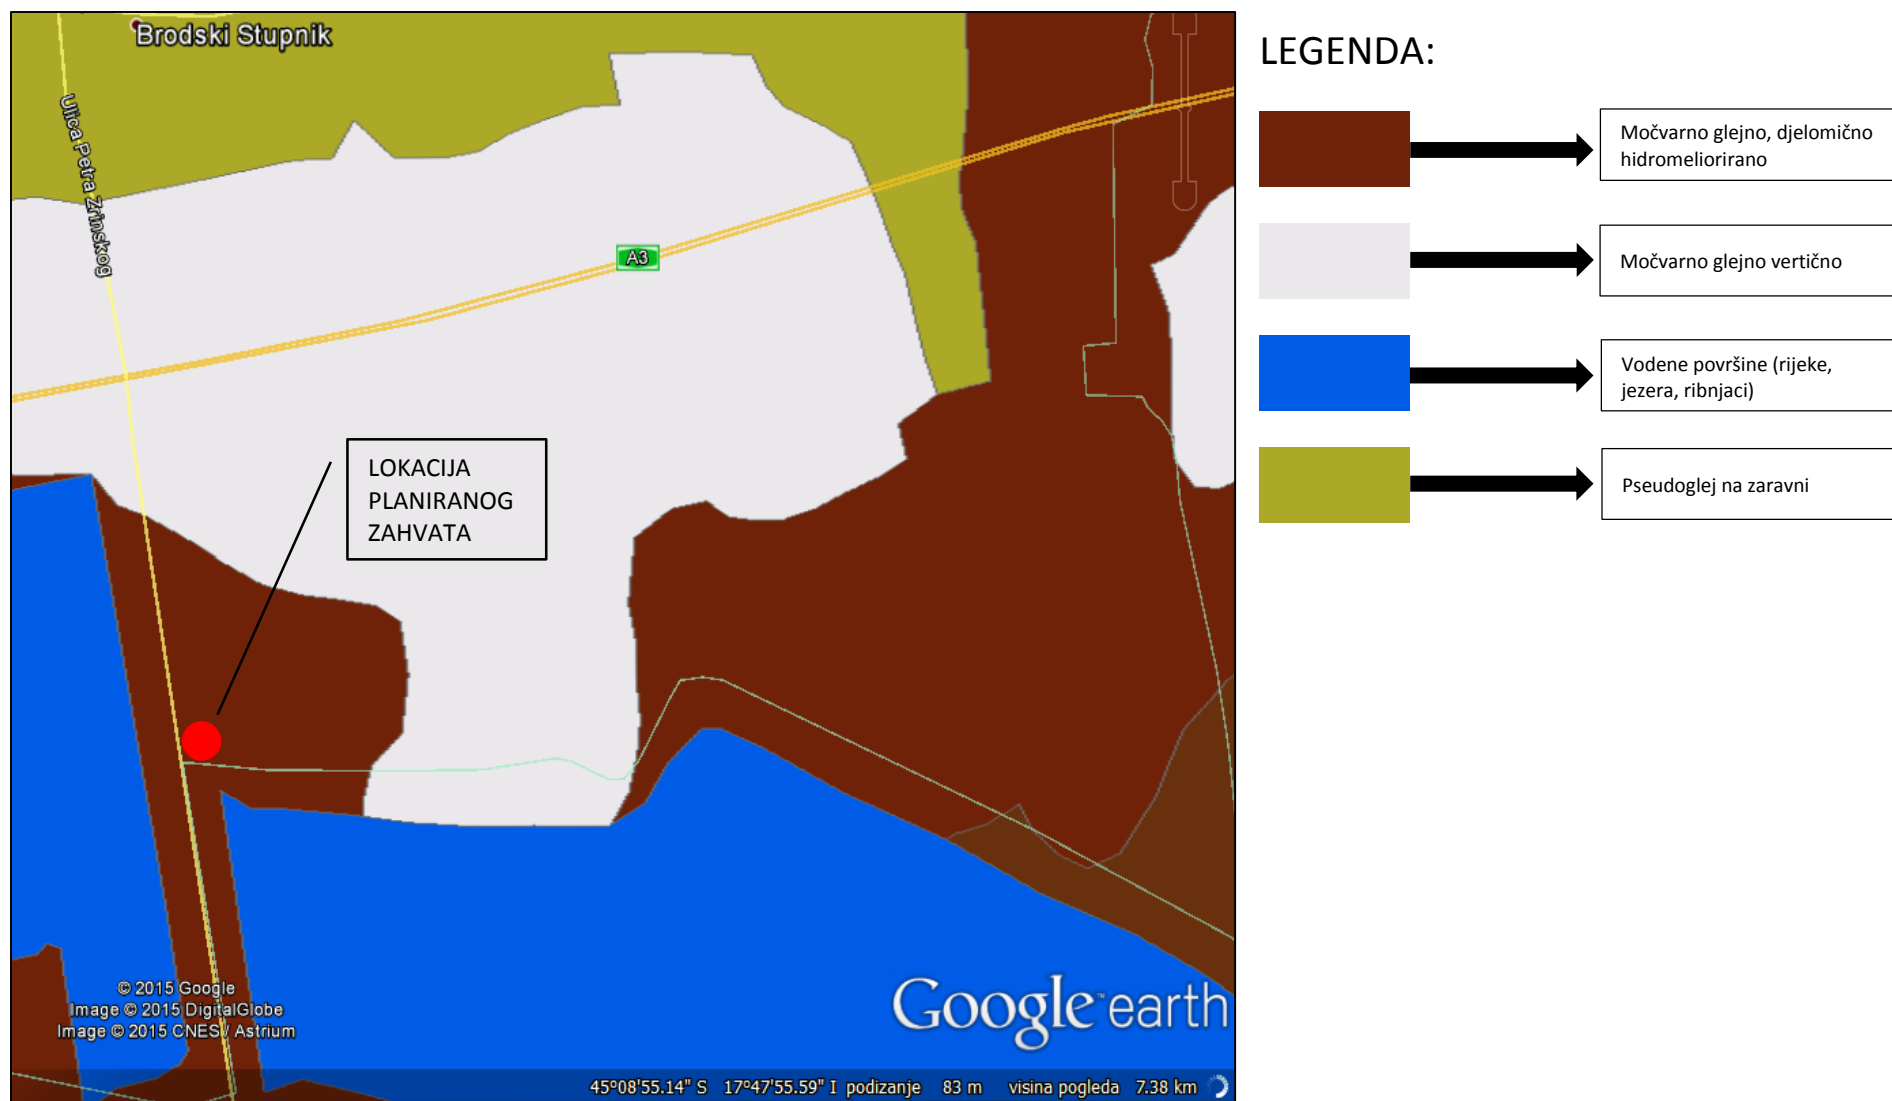 Brodski Stupnik
Ulica Petra Zrinskog
A3
LOKACIJA
PLANIRANOG
ZAHVATA
© 2015 Google
Image © 2015 DigitalGlobe
Image © 2015 CNES / Astrium
Google earth
45°08'55.14" S 17°47'55.59" I podizanje 83 m visina pogleda 7.38 km
LEGENDA:
Močvarno glejno, djelomično
hidromeliorirano
Močvarno glejno vertično
Vodene površine (rijeke,
jezera, ribnjaci)
Pseudoglej na zaravni